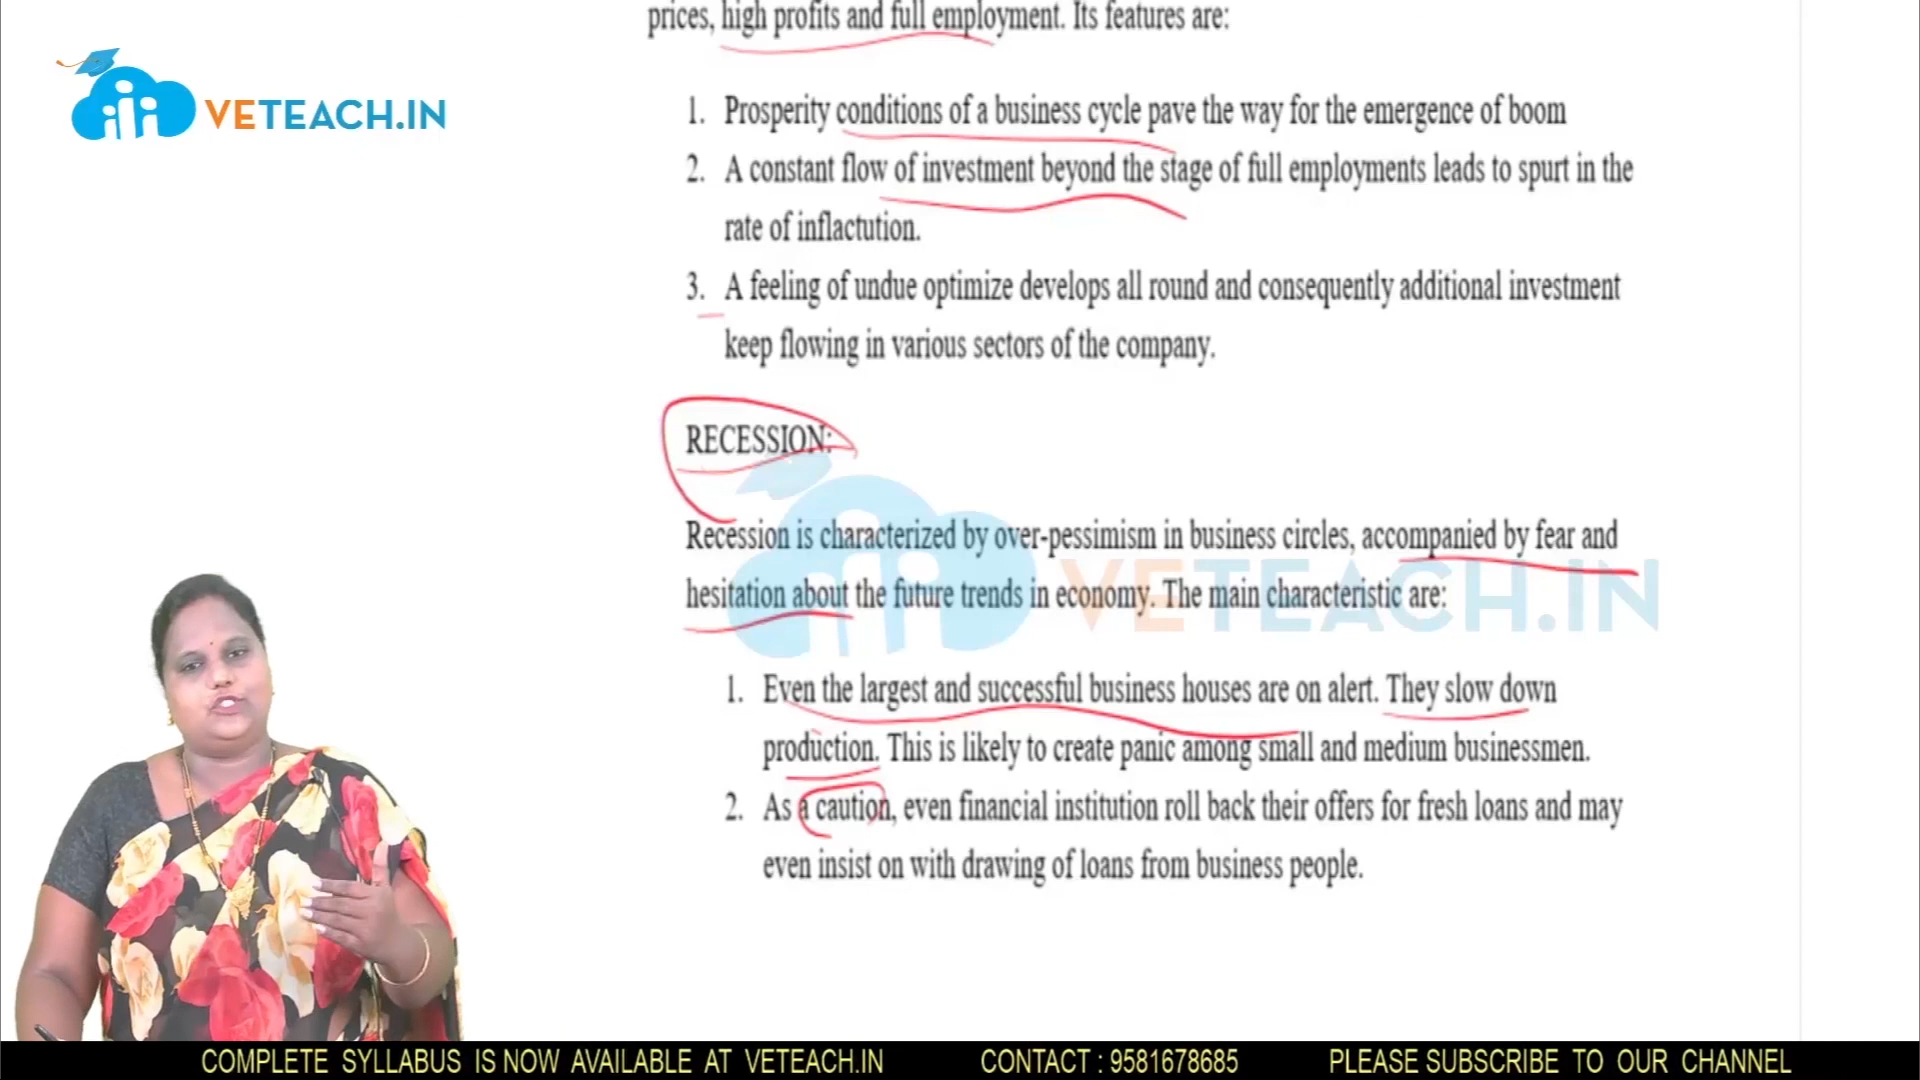 prices, high profits and full employment. Its features are:
VETEACH.IN
1. Prosperity conditions of a business cycle pave the way for the emergence of boom
2. A constant flow of investment beyond the stage of full employments leads to spurt in the
rate of inflactution.
3. A feeling of undue optimize develops all round and consequently additional investment
keep flowing in various sectors of the company.
RECESSION:
Recession is characterized by over-pessimism in business circles, accompanied by fear and
hesitation about the future trends in economy. The main characteristic are:
VETEACH.IN
1. Even the largest and successful business houses are on alert. They slow down
production. This is likely to create panic among small and medium businessmen.
2. As a caution, even financial institution roll back their offers for fresh loans and may
even insist on with drawing of loans from business people.
COMPLETE SYLLABUS IS NOW AVAILABLE AT VETEACH.IN CONTACT : 9581678685 PLEASE SUBSCRIBE TO OUR CHANNEL